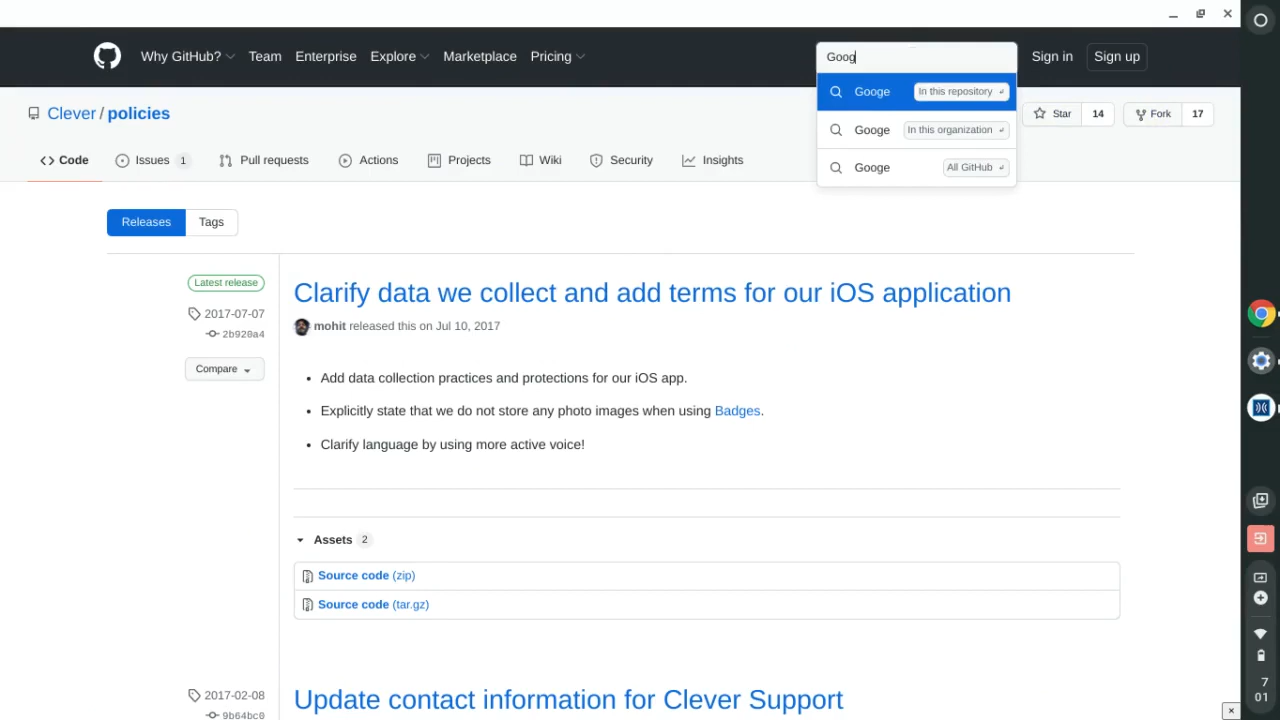 Why GitHub? Team Enterprise Explore Marketplace Pricing Goog Sign in Sign up
Googe In this repository ↵
Googe In this organization ↵
Googe All GitHub ↵
Clever / policies Star 14 Fork 17
Code Issues 1 Pull requests Actions Projects Wiki Security Insights
Releases Tags
Latest release
2017-07-07
2b920a4
Compare
Clarify data we collect and add terms for our iOS application
mohit released this on Jul 10, 2017
• Add data collection practices and protections for our iOS app.
• Explicitly state that we do not store any photo images when using Badges.
• Clarify language by using more active voice!
Assets 2
Source code (zip)
Source code (tar.gz)
2017-02-08
9b64bc0
Update contact information for Clever Support
7
01